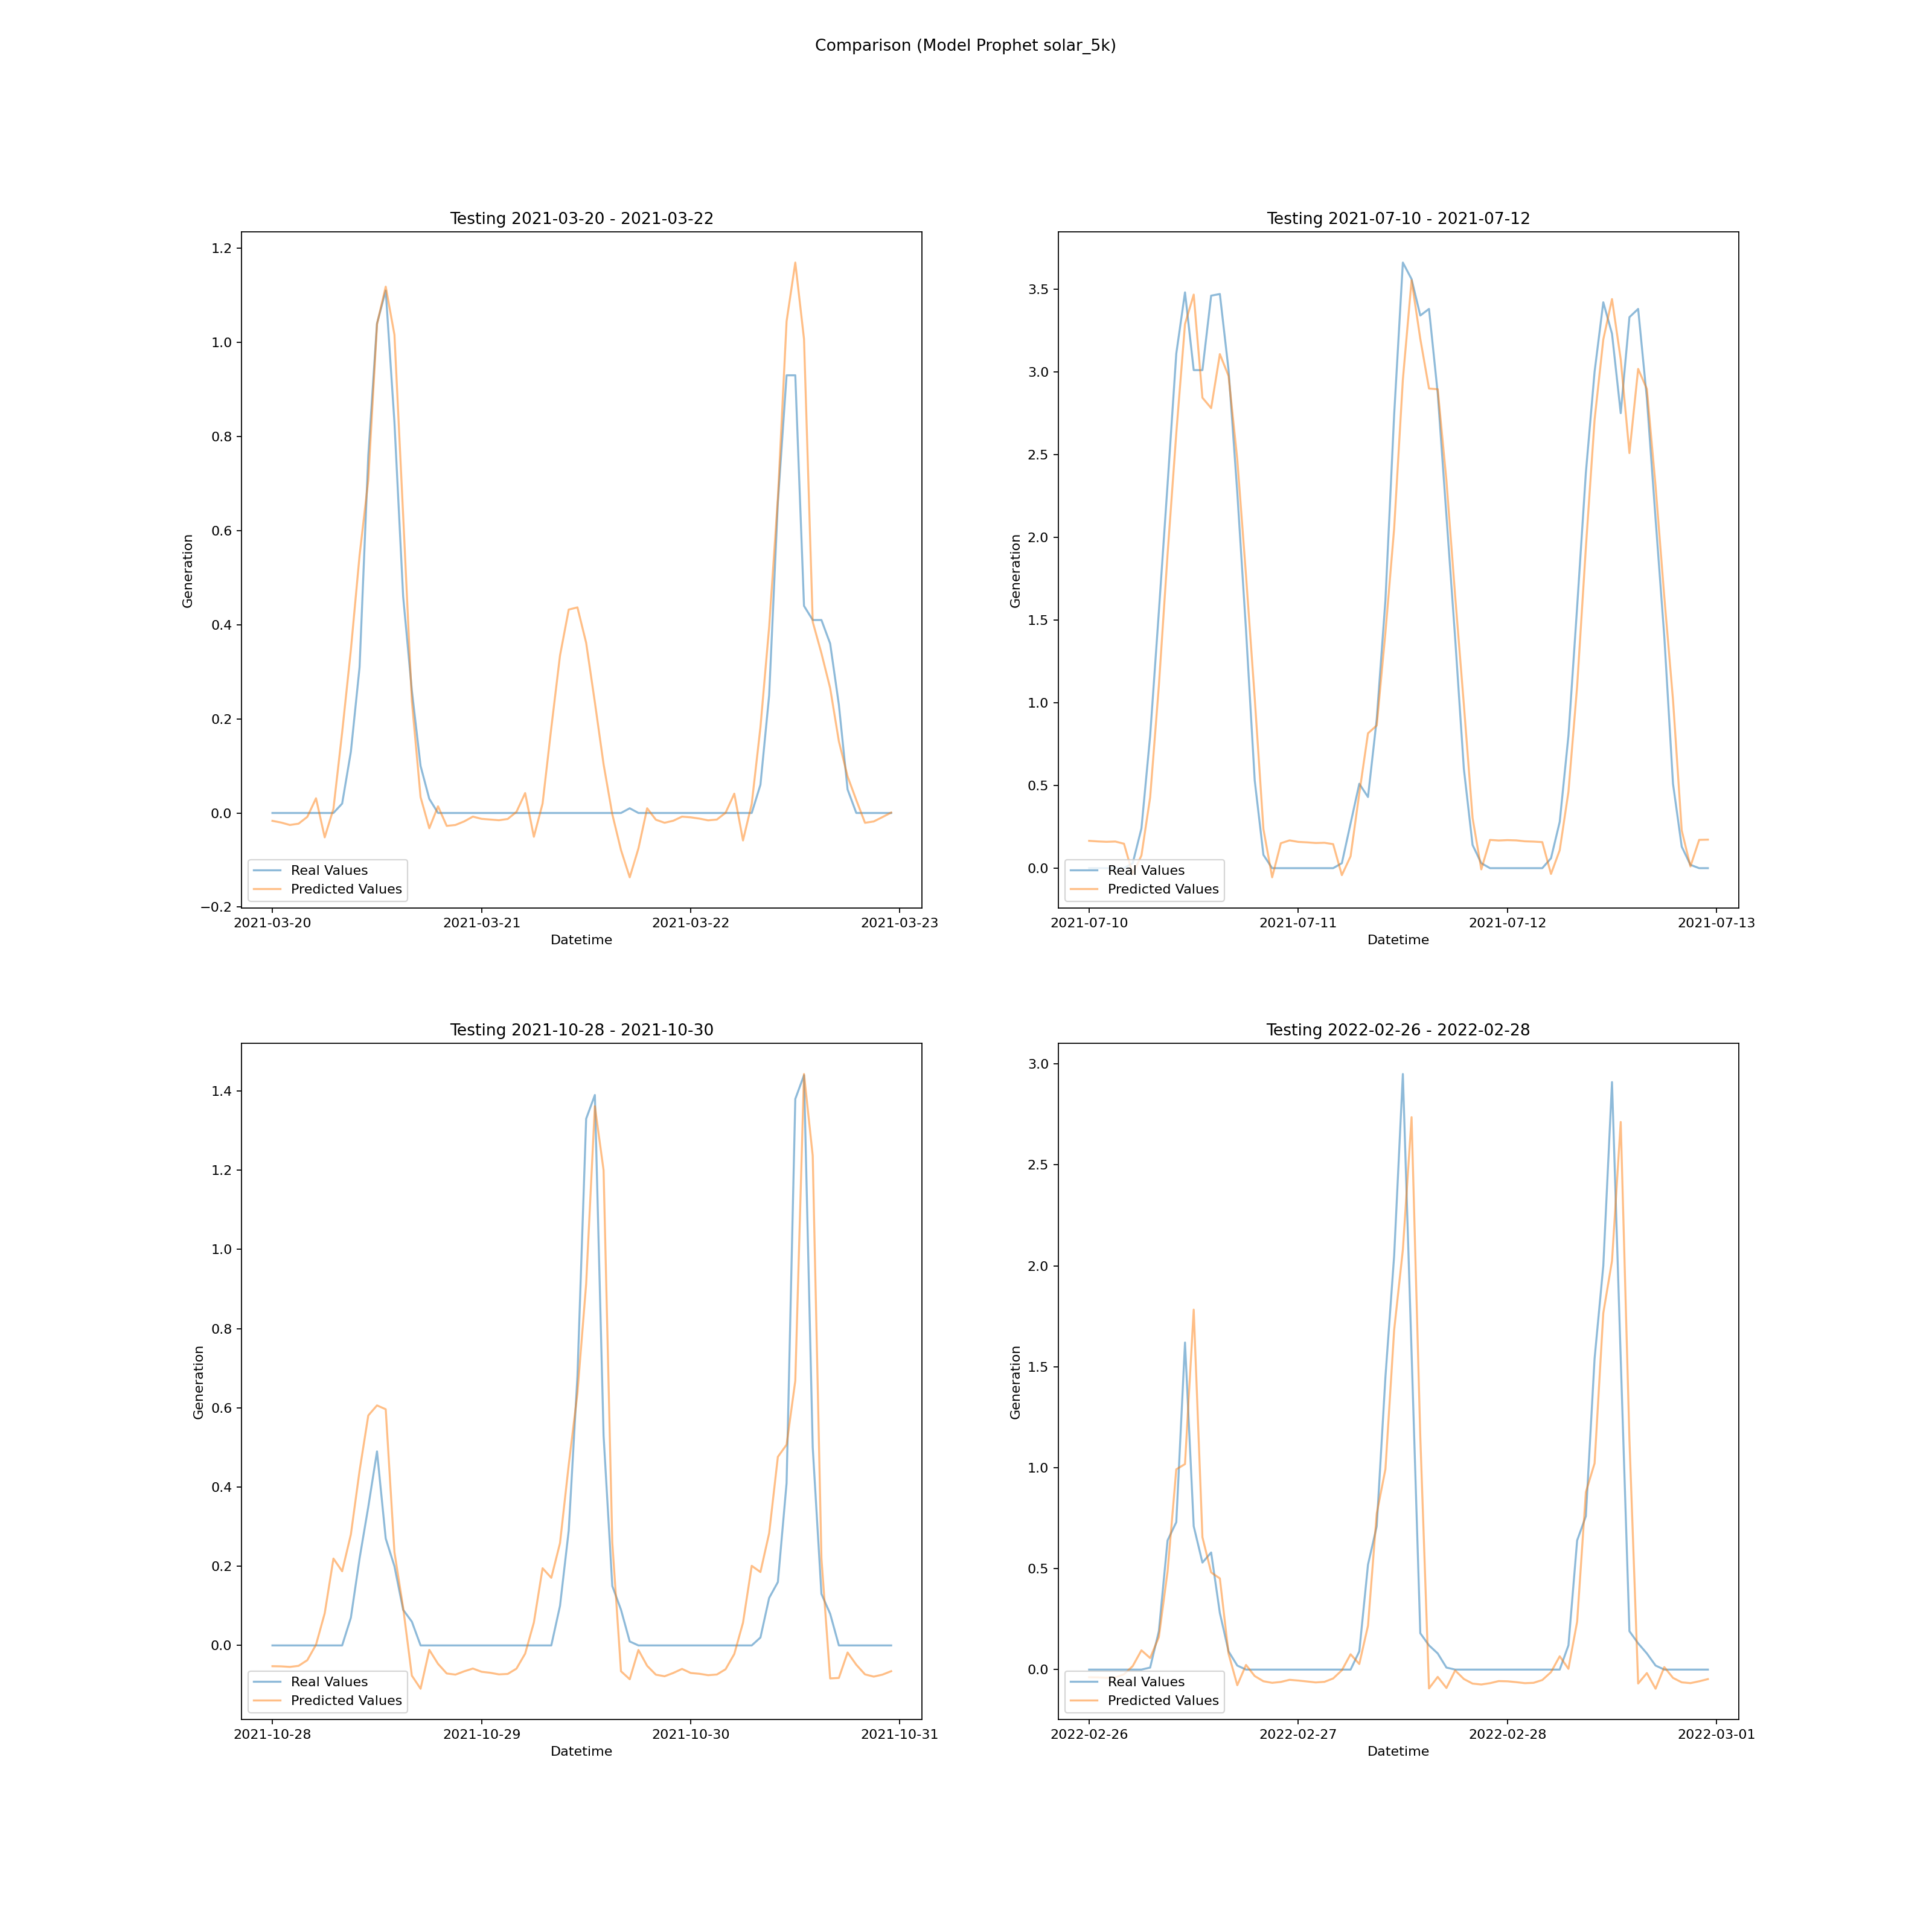 Comparison (Model Prophet solar_5k)
Testing 2021-03-20 - 2021-03-22
1.2
1.0
0.8
0.6
0.4
0.2
0.0
−0.2
Generation
Real Values
Predicted Values
2021-03-20 2021-03-21 2021-03-22 2021-03-23
Datetime
Testing 2021-07-10 - 2021-07-12
3.5
3.0
2.5
2.0
1.5
1.0
0.5
0.0
Generation
Real Values
Predicted Values
2021-07-10 2021-07-11 2021-07-12 2021-07-13
Datetime
Testing 2021-10-28 - 2021-10-30
1.4
1.2
1.0
0.8
0.6
0.4
0.2
0.0
Generation
Real Values
Predicted Values
2021-10-28 2021-10-29 2021-10-30 2021-10-31
Datetime
Testing 2022-02-26 - 2022-02-28
3.0
2.5
2.0
1.5
1.0
0.5
0.0
Generation
Real Values
Predicted Values
2022-02-26 2022-02-27 2022-02-28 2022-03-01
Datetime